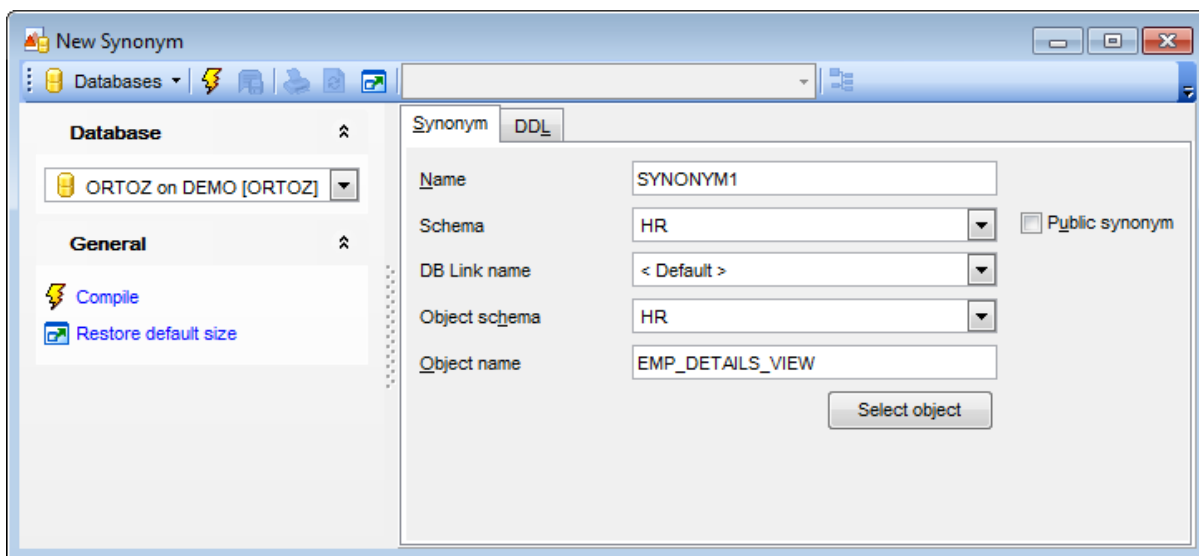 New Synonym
Databases
Database
ORTOZ on DEMO [ORTOZ]
General
Compile
Restore default size
Synonym DDL
Name SYNONYM1
Schema HR Public synonym
DB Link name < Default >
Object schema HR
Object name EMP_DETAILS_VIEW
Select object